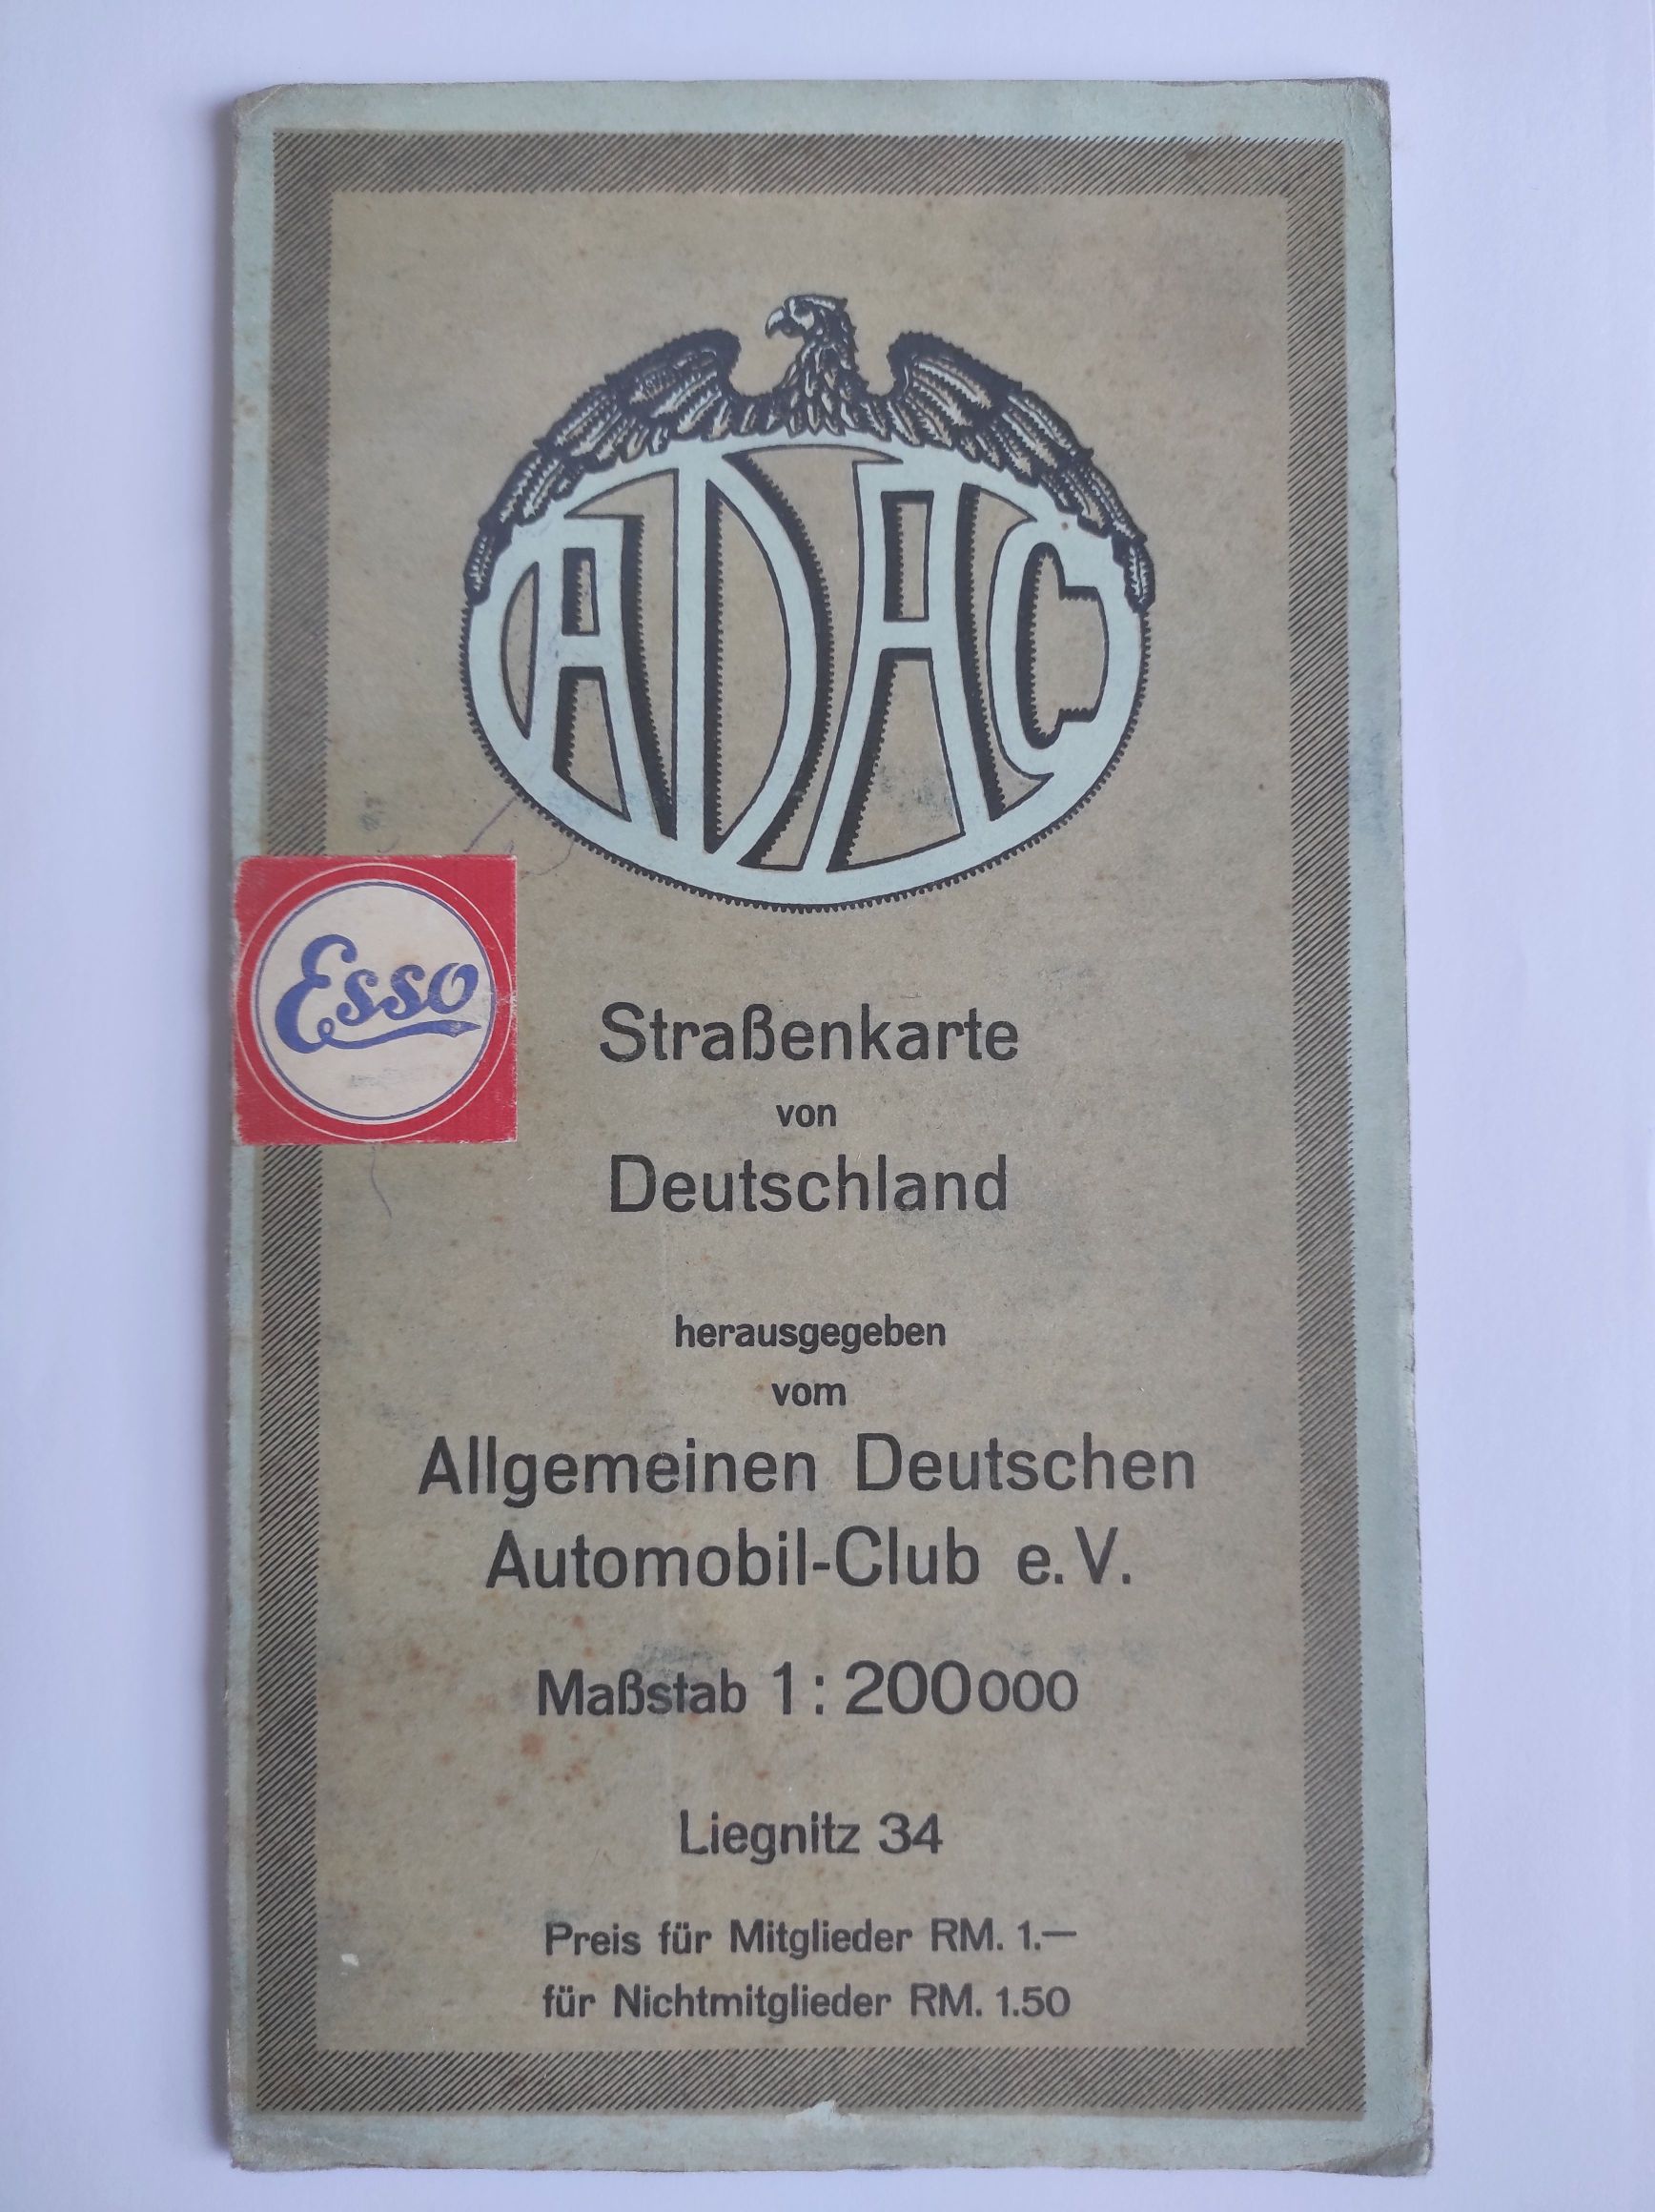 ADAC
Esso
Straßenkarte
von
Deutschland
herausgegeben
vom
Allgemeinen Deutschen
Automobil-Club e.V.
Maßstab 1:200000
Liegnitz 34
Preis für Mitglieder RM. 1.—
für Nichtmitglieder RM. 1.50